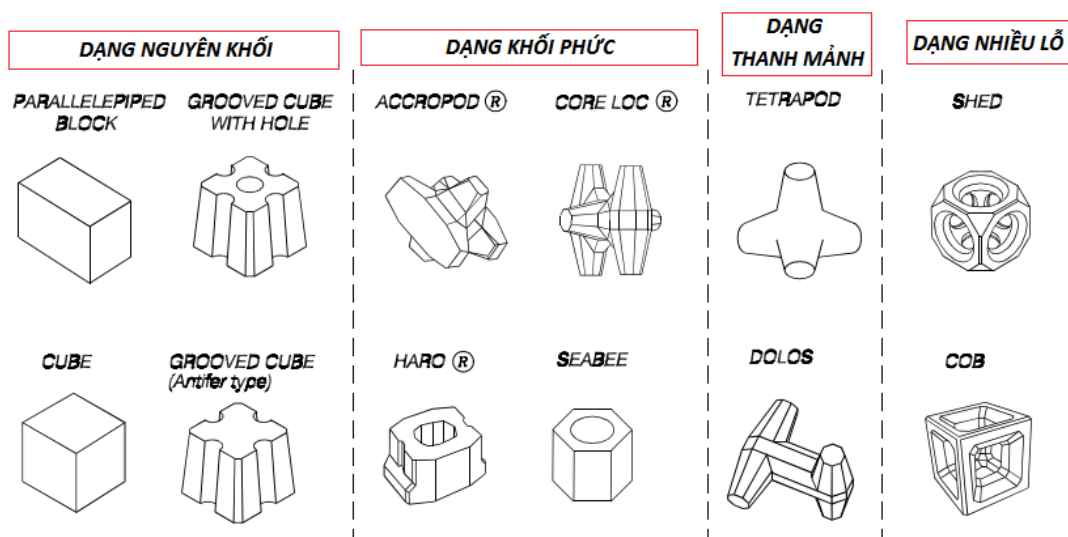 DẠNG NGUYÊN KHỐI
DẠNG KHỐI PHỨC
DẠNG
THANH MẢNH
DẠNG NHIỀU LỖ
PARALLELEPIPED
BLOCK
GROOVED CUBE
WITH HOLE
ACCROPOD ®
CORE LOC ®
TETRAPOD
SHED
CUBE
GROOVED CUBE
(Antifer type)
HARO ®
SEABEE
DOLOS
COB